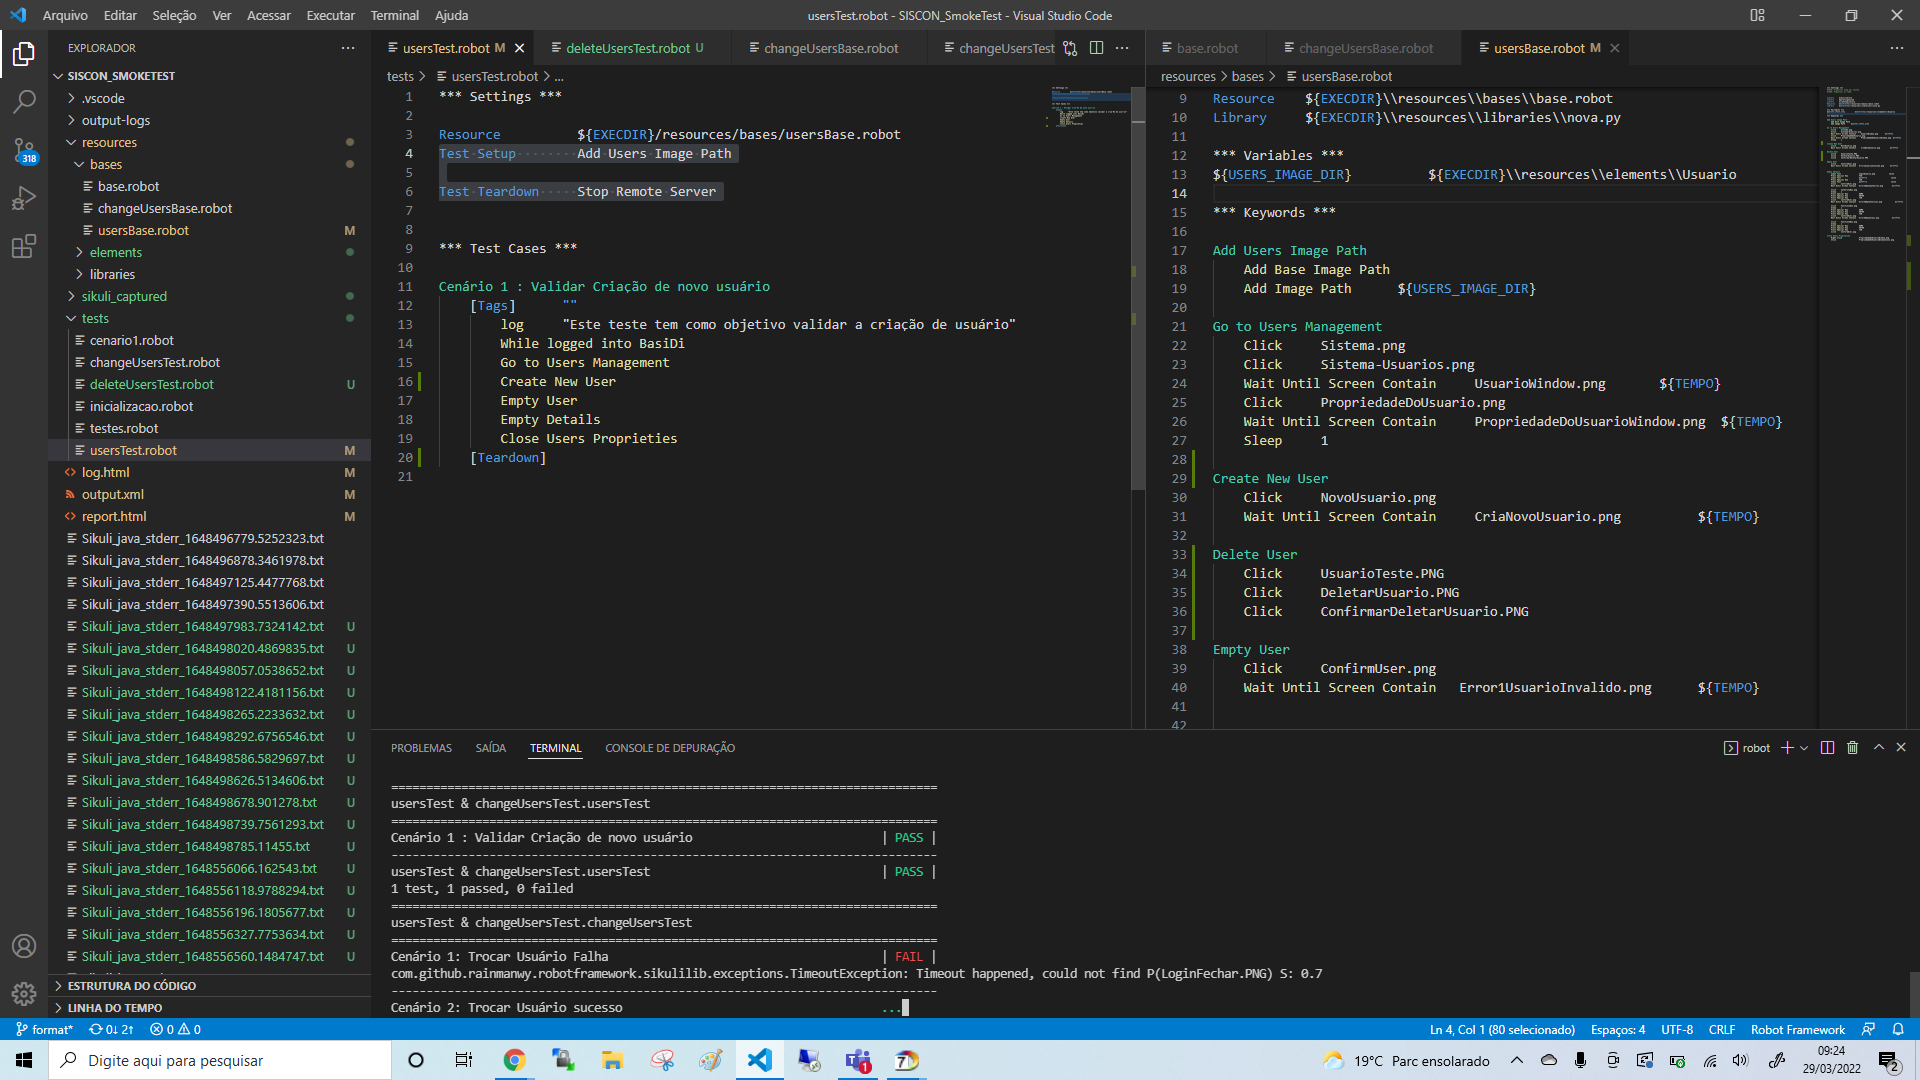 Arquivo Editar Seleção Ver Acessar Executar Terminal Ajuda
usersTest.robot - SISCON_SmokeTest - Visual Studio Code
EXPLORADOR
SISCON_SMOKETEST
.vscode
output-logs
resources
bases
base.robot
changeUsersBase.robot
usersBase.robot M
elements
libraries
sikuli_captured
tests
cenario1.robot
changeUsersTest.robot
deleteUsersTest.robot U
inicializacao.robot
testes.robot
usersTest.robot M
log.html M
output.xml M
report.html M
Sikuli_java_stderr_1648496779.5252323.txt
Sikuli_java_stderr_1648496878.3461978.txt
Sikuli_java_stderr_1648497125.4477768.txt
Sikuli_java_stderr_1648497390.5513606.txt
Sikuli_java_stderr_1648497983.7324142.txt U
Sikuli_java_stderr_1648498020.4869835.txt U
Sikuli_java_stderr_1648498057.0538652.txt U
Sikuli_java_stderr_1648498122.4181156.txt U
Sikuli_java_stderr_1648498265.2233632.txt U
Sikuli_java_stderr_1648498292.6756546.txt U
Sikuli_java_stderr_1648498586.5829697.txt U
Sikuli_java_stderr_1648498626.5134606.txt U
Sikuli_java_stderr_1648498678.901278.txt U
Sikuli_java_stderr_1648498739.7561293.txt U
Sikuli_java_stderr_1648498785.11455.txt U
Sikuli_java_stderr_1648556066.162543.txt U
Sikuli_java_stderr_1648556118.9788294.txt U
Sikuli_java_stderr_1648556196.1805677.txt U
Sikuli_java_stderr_1648556327.7753634.txt U
Sikuli_java_stderr_1648556560.1484747.txt U
ESTRUTURA DO CÓDIGO
LINHA DO TEMPO
318
usersTest.robot M deleteUsersTest.robot U changeUsersBase.robot changeUsersTest
tests > usersTest.robot > ...
1 *** Settings ***
2
3 Resource ${EXECDIR}/resources/bases/usersBase.robot
4 Test Setup Add Users Image Path
5
6 Test Teardown Stop Remote Server
7
8
9 *** Test Cases ***
10
11 Cenário 1 : Validar Criação de novo usuário
12 [Tags] ""
13 log "Este teste tem como objetivo validar a criação de usuário"
14 While logged into BasiDi
15 Go to Users Management
16 Create New User
17 Empty User
18 Empty Details
19 Close Users Proprieties
20 [Teardown]
21
base.robot changeUsersBase.robot usersBase.robot M
resources > bases > usersBase.robot
9 Resource ${EXECDIR}\\resources\\bases\\base.robot
10 Library ${EXECDIR}\\resources\\libraries\\nova.py
11
12 *** Variables ***
13 ${USERS_IMAGE_DIR} ${EXECDIR}\\resources\\elements\\Usuario
14
15 *** Keywords ***
16
17 Add Users Image Path
18 Add Base Image Path
19 Add Image Path ${USERS_IMAGE_DIR}
20
21 Go to Users Management
22 Click Sistema.png
23 Click Sistema-Usuarios.png
24 Wait Until Screen Contain UsuarioWindow.png ${TEMPO}
25 Click PropriedadeDoUsuario.png
26 Wait Until Screen Contain PropriedadeDoUsuarioWindow.png ${TEMPO}
27 Sleep 1
28
29 Create New User
30 Click NovoUsuario.png
31 Wait Until Screen Contain CriaNovoUsuario.png ${TEMPO}
32
33 Delete User
34 Click UsuarioTeste.PNG
35 Click DeletarUsuario.PNG
36 Click ConfirmarDeletarUsuario.PNG
37
38 Empty User
39 Click ConfirmUser.png
40 Wait Until Screen Contain Error1UsuarioInvalido.png ${TEMPO}
41
42
PROBLEMAS SAÍDA TERMINAL CONSOLE DE DEPURAÇÃO
robot
==============================================================================
usersTest & changeUsersTest.usersTest
==============================================================================
Cenário 1 : Validar Criação de novo usuário | PASS |
------------------------------------------------------------------------------
usersTest & changeUsersTest.usersTest | PASS |
1 test, 1 passed, 0 failed
==============================================================================
usersTest & changeUsersTest.changeUsersTest
==============================================================================
Cenário 1: Trocar Usuário Falha | FAIL |
com.github.rainmanwy.robotframework.sikulilib.exceptions.TimeoutException: Timeout happened, could not find P(LoginFechar.PNG) S: 0.7
------------------------------------------------------------------------------
Cenário 2: Trocar Usuário sucesso ...
format* 0↓ 2↑ 0 0
Ln 4, Col 1 (80 selecionado) Espaços: 4 UTF-8 CRLF Robot Framework
Digite aqui para pesquisar
1
7
19°C Parc ensolarado
09:24
29/03/2022
2